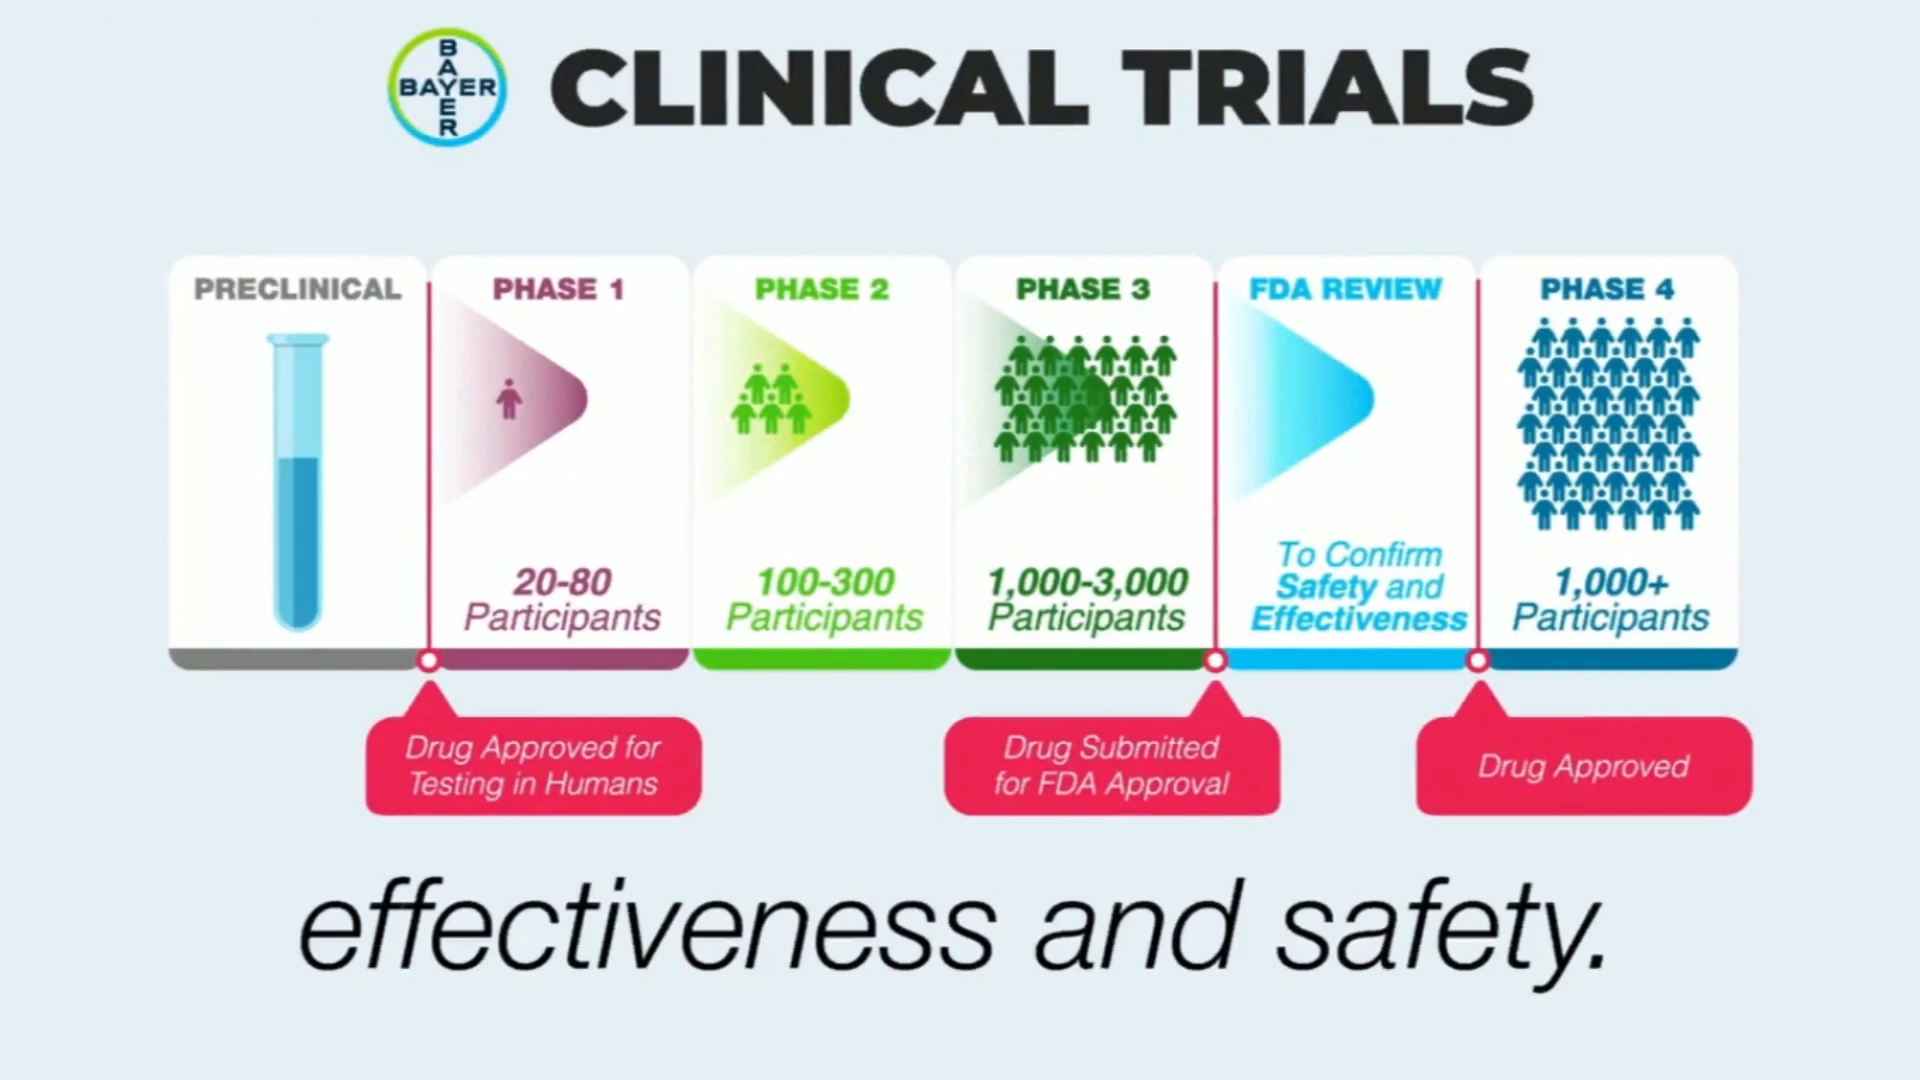 BAYER
BAYER
CLINICAL TRIALS
PRECLINICAL
PHASE 1
20-80
Participants
PHASE 2
100-300
Participants
PHASE 3
1,000-3,000
Participants
FDA REVIEW
To Confirm
Safety and
Effectiveness
PHASE 4
1,000+
Participants
Drug Approved for
Testing in Humans
Drug Submitted
for FDA Approval
Drug Approved
effectiveness and safety.